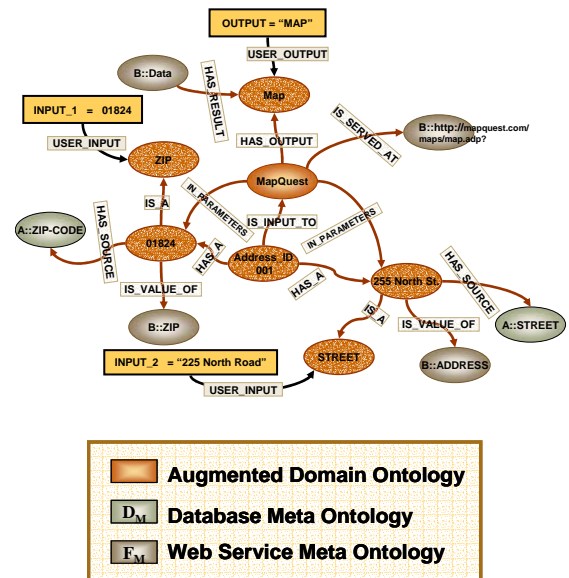 OUTPUT = “MAP”
USER_OUTPUT
B::Data
HAS_RESULT
Map
INPUT_1 = 01824
IS_SERVED_AT
B::http://mapquest.com/
maps/map.adp?
USER_INPUT
HAS_OUTPUT
ZIP
MapQuest
IS_A
IN_PARAMETERS
IS_INPUT_TO
IN_PARAMETERS
A::ZIP-CODE
HAS_SOURCE
01824
HAS_A
Address_ID
001
HAS_A
255 North St.
HAS_SOURCE
IS_VALUE_OF
B::ZIP
IS_A
IS_VALUE_OF
A::STREET
INPUT_2 = “225 North Road”
STREET
B::ADDRESS
USER_INPUT
Augmented Domain Ontology
DM Database Meta Ontology
FM Web Service Meta Ontology